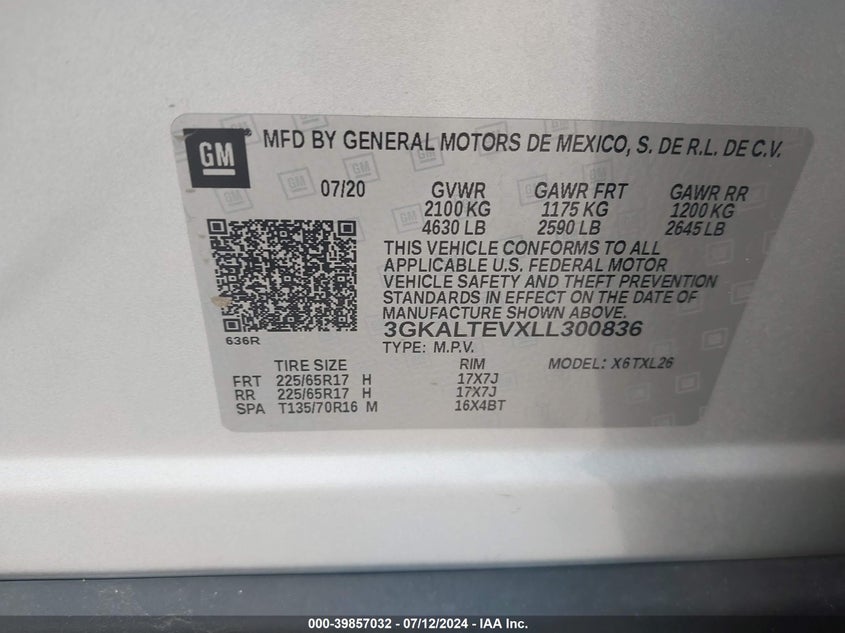 GM
MFD BY GENERAL MOTORS DE MEXICO, S. DE R.L. DE C.V.
07/20 GVWR GAWR FRT GAWR RR
2100 KG 1175 KG 1200 KG
4630 LB 2590 LB 2645 LB
THIS VEHICLE CONFORMS TO ALL
APPLICABLE U.S. FEDERAL MOTOR
VEHICLE SAFETY AND THEFT PREVENTION
STANDARDS IN EFFECT ON THE DATE OF
MANUFACTURE SHOWN ABOVE.
3GKALTEVXLL300836
636R
TYPE: M.P.V.
TIRE SIZE RIM MODEL: X6TXL26
FRT 225/65R17 H 17X7J
RR 225/65R17 H 17X7J
SPA T135/70R16 M 16X4BT
000-39857032 - 07/12/2024 - IAA Inc.